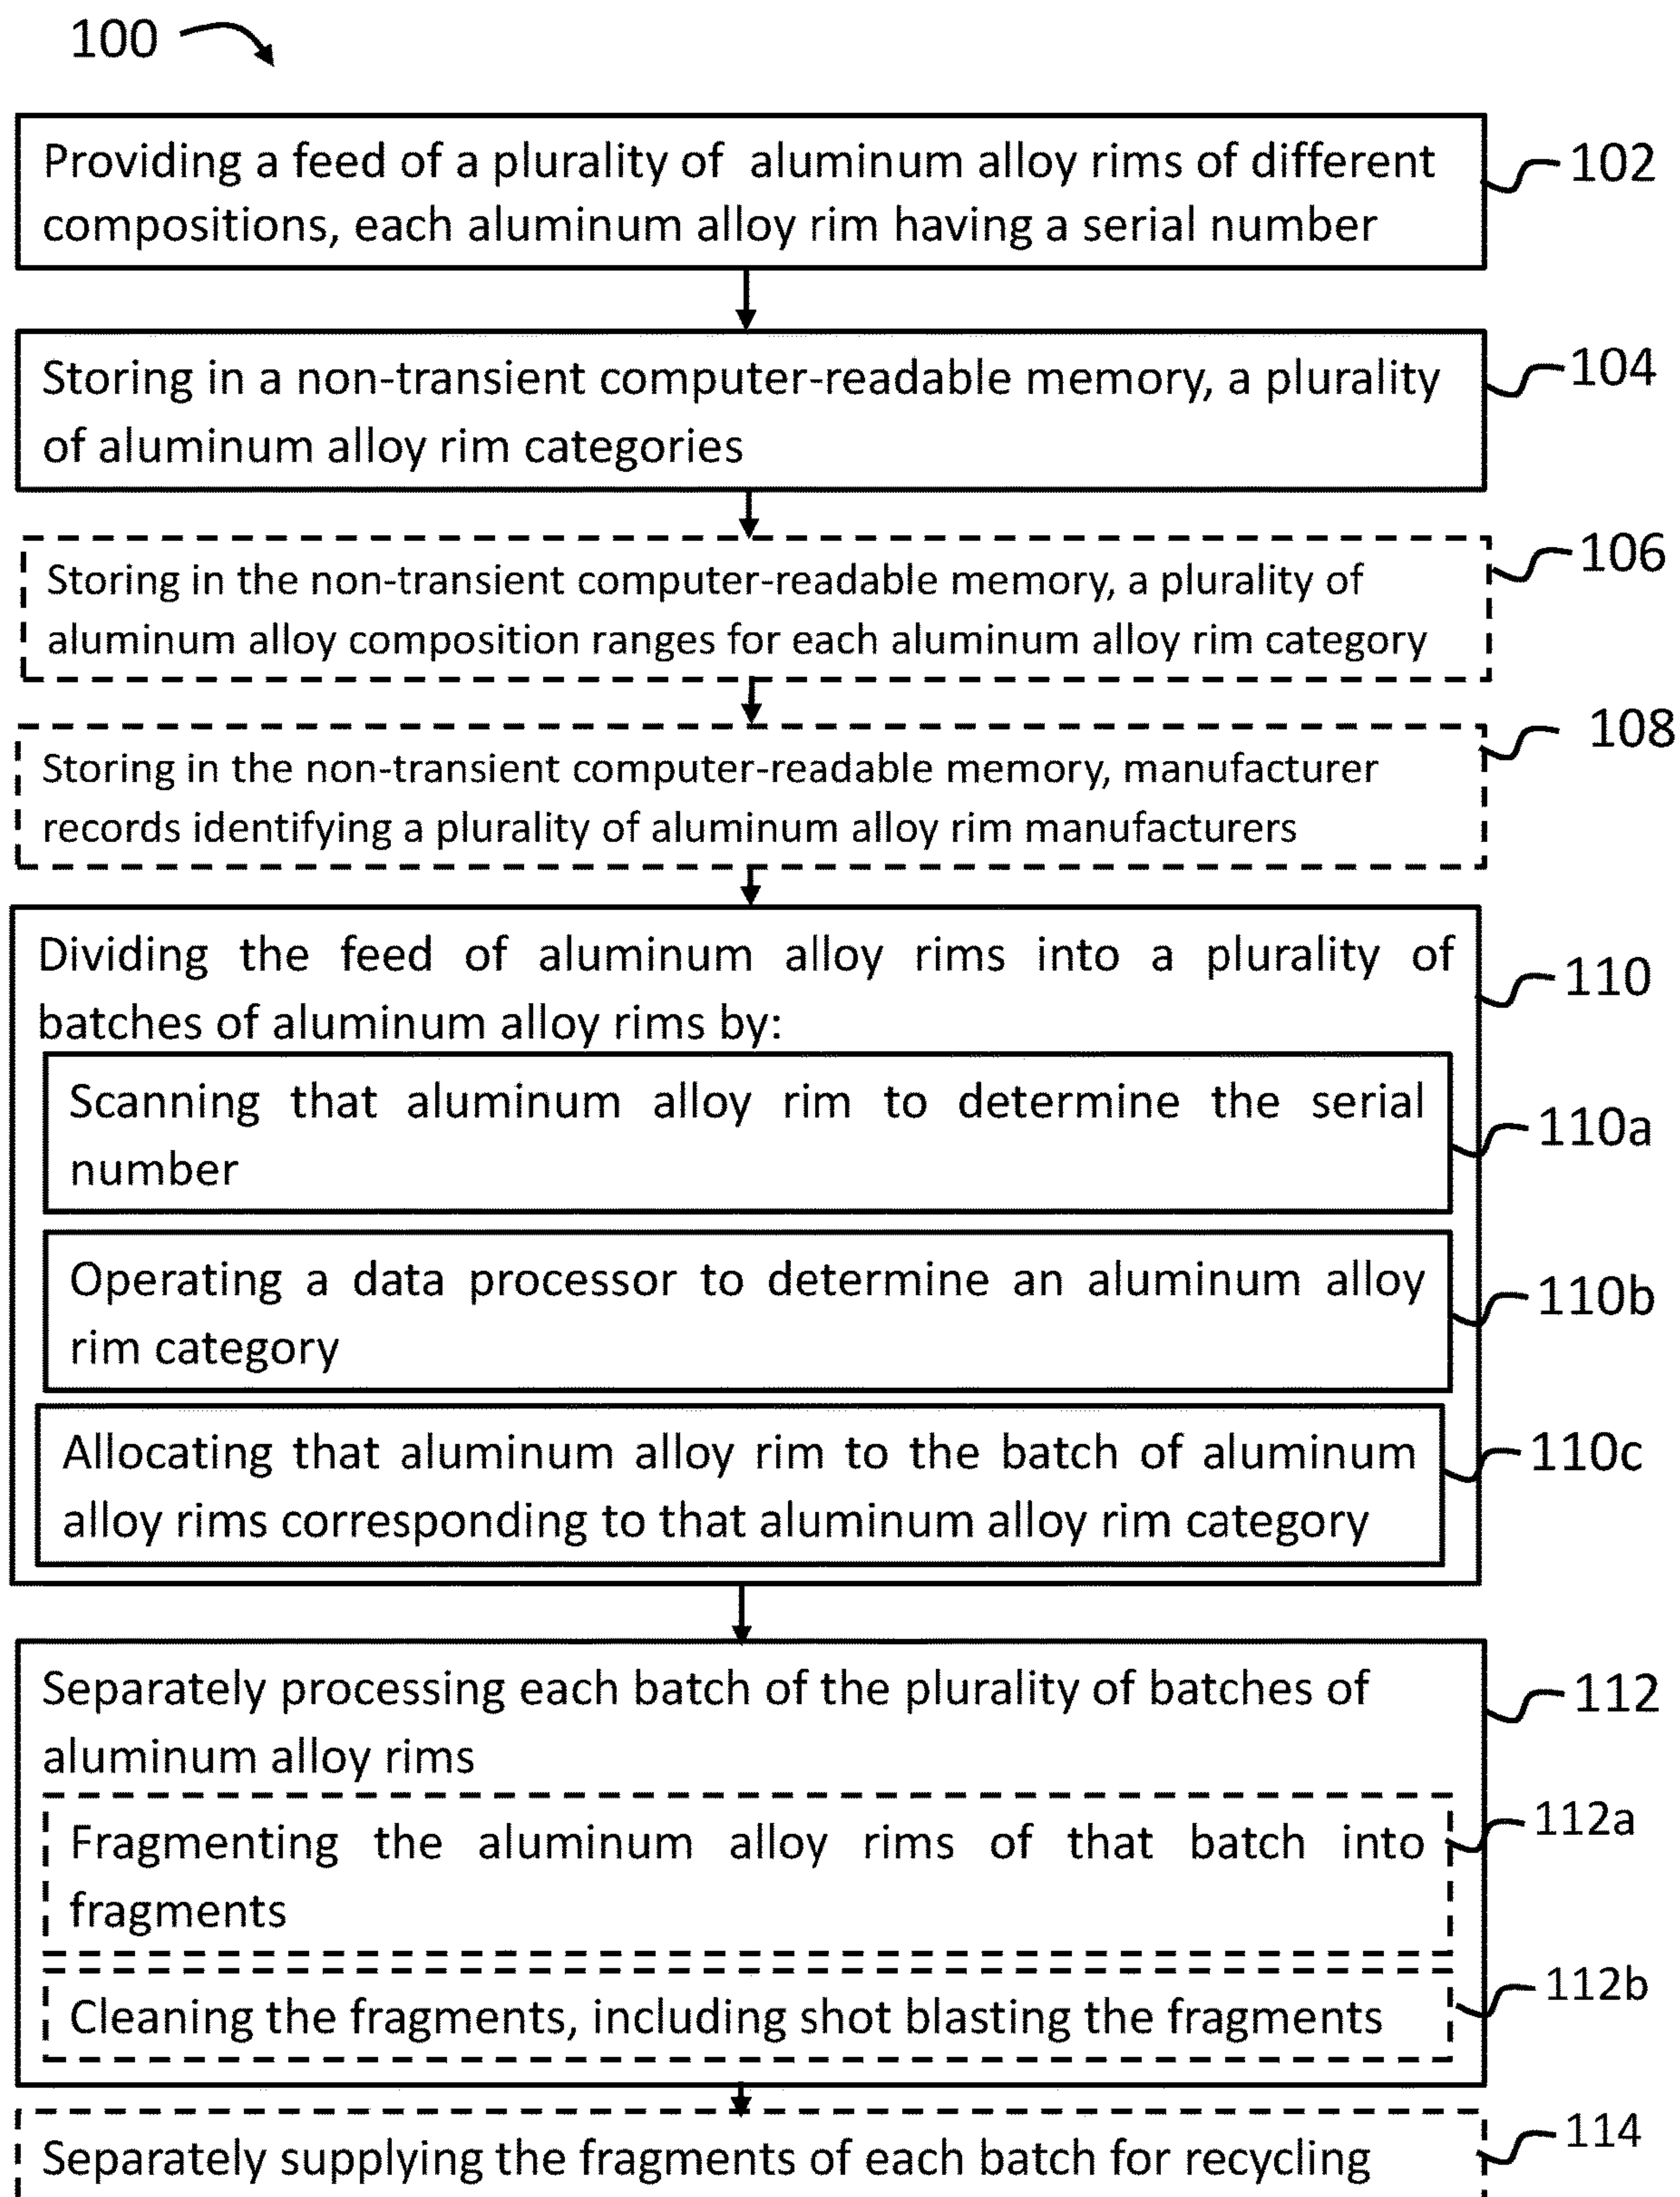 100
Providing a feed of a plurality of aluminum alloy rims of different
compositions, each aluminum alloy rim having a serial number
102
Storing in a non-transient computer-readable memory, a plurality
of aluminum alloy rim categories
104
Storing in the non-transient computer-readable memory, a plurality of
aluminum alloy composition ranges for each aluminum alloy rim category
106
Storing in the non-transient computer-readable memory, manufacturer
records identifying a plurality of aluminum alloy rim manufacturers
108
Dividing the feed of aluminum alloy rims into a plurality of
batches of aluminum alloy rims by:
110
Scanning that aluminum alloy rim to determine the serial
number
110a
Operating a data processor to determine an aluminum alloy
rim category
110b
Allocating that aluminum alloy rim to the batch of aluminum
alloy rims corresponding to that aluminum alloy rim category
110c
Separately processing each batch of the plurality of batches of
aluminum alloy rims
112
Fragmenting the aluminum alloy rims of that batch into
fragments
112a
Cleaning the fragments, including shot blasting the fragments
112b
Separately supplying the fragments of each batch for recycling
114